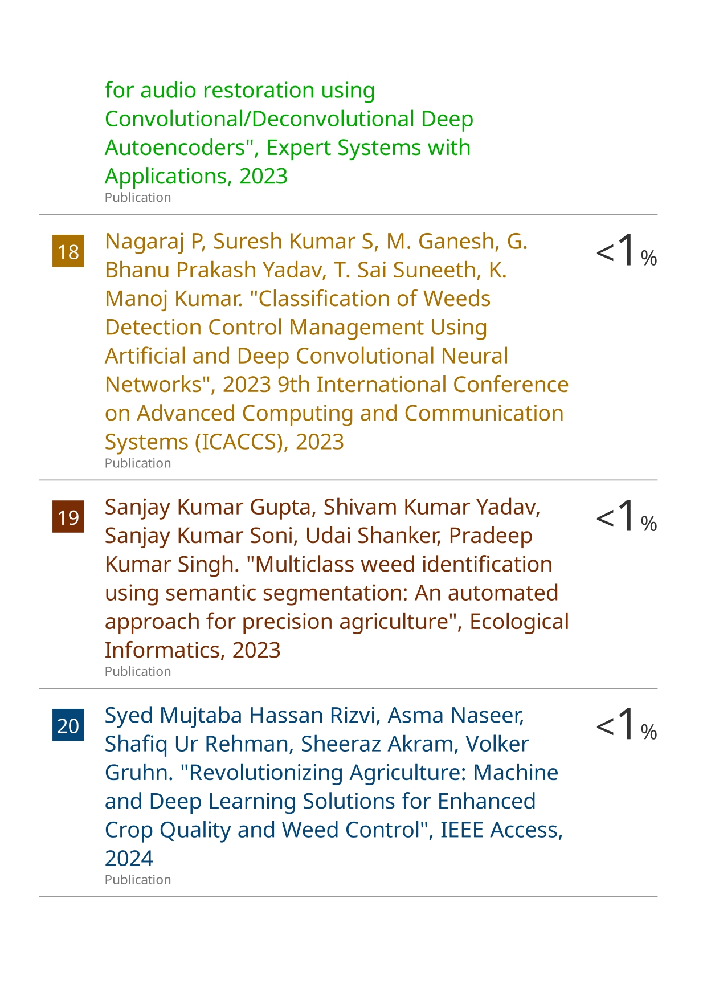 for audio restoration using
Convolutional/Deconvolutional Deep
Autoencoders", Expert Systems with
Applications, 2023
Publication
18
Nagaraj P, Suresh Kumar S, M. Ganesh, G.
Bhanu Prakash Yadav, T. Sai Suneeth, K.
Manoj Kumar. "Classification of Weeds
Detection Control Management Using
Artificial and Deep Convolutional Neural
Networks", 2023 9th International Conference
on Advanced Computing and Communication
Systems (ICACCS), 2023
Publication
<1%
19
Sanjay Kumar Gupta, Shivam Kumar Yadav,
Sanjay Kumar Soni, Udai Shanker, Pradeep
Kumar Singh. "Multiclass weed identification
using semantic segmentation: An automated
approach for precision agriculture", Ecological
Informatics, 2023
Publication
<1%
20
Syed Mujtaba Hassan Rizvi, Asma Naseer,
Shafiq Ur Rehman, Sheeraz Akram, Volker
Gruhn. "Revolutionizing Agriculture: Machine
and Deep Learning Solutions for Enhanced
Crop Quality and Weed Control", IEEE Access,
2024
Publication
<1%